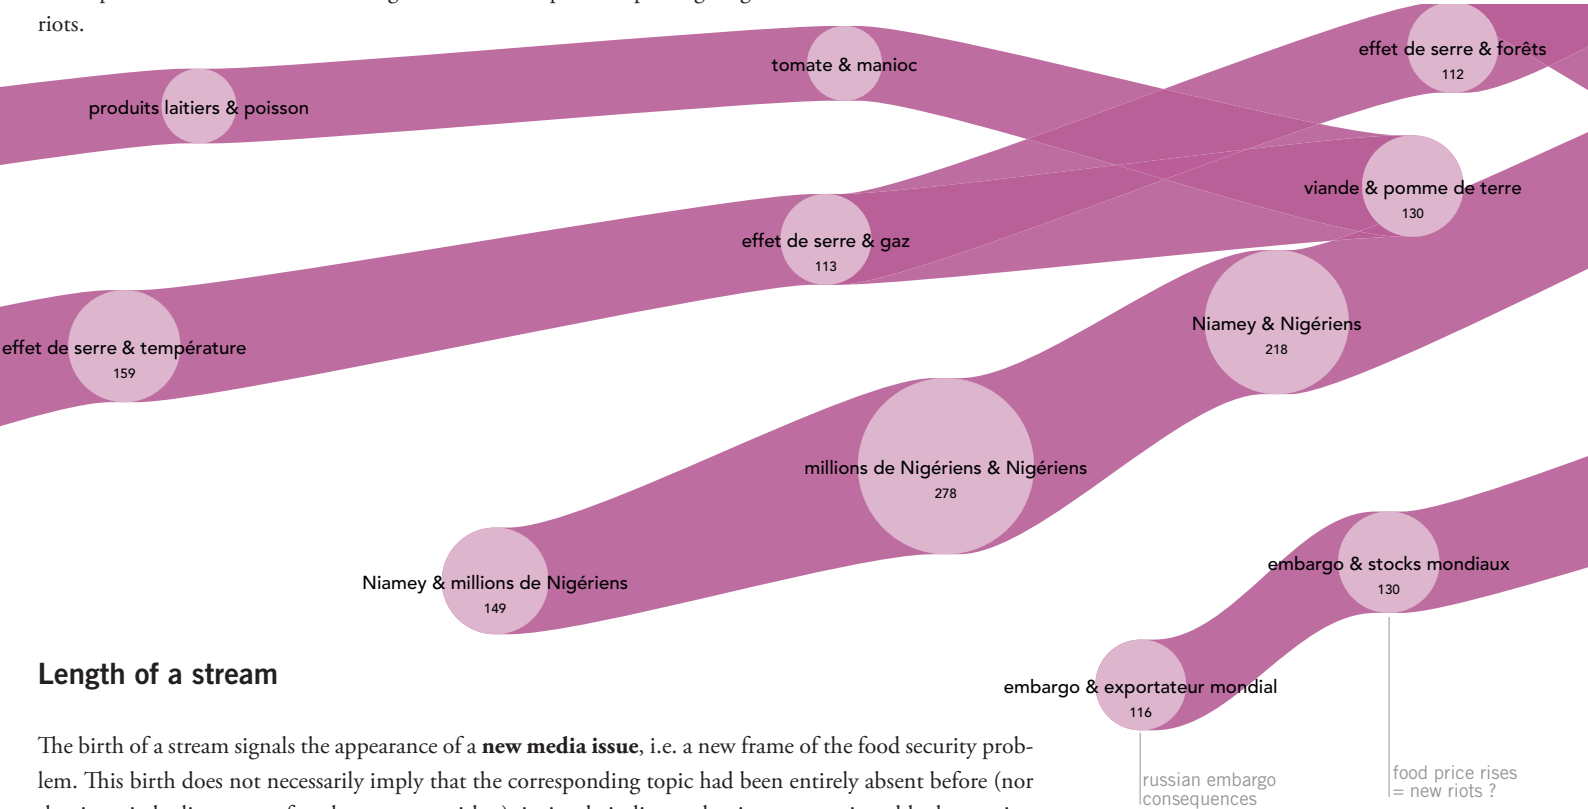 riots.
effet de serre & forêts
112
tomate & manioc
produits laitiers & poisson
viande & pomme de terre
130
effet de serre & gaz
113
Niamey & Nigériens
218
effet de serre & température
159
millions de Nigériens & Nigériens
278
embargo & stocks mondiaux
130
Niamey & millions de Nigériens
149
Length of a stream
embargo & exportateur mondial
116
The birth of a stream signals the appearance of a new media issue, i.e. a new frame of the food security prob-
lem. This birth does not necessarily imply that the corresponding topic had been entirely absent before (nor
russian embargo
consequences
food price rises
= new riots ?